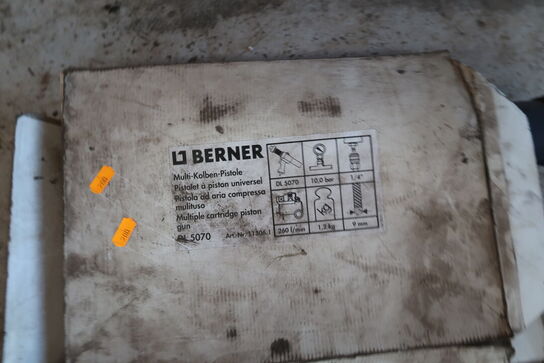 BERNER
Multi-Kolben-Pistole
Pistolet à piston universel
Pistola ad aria compressa
mulituso
Multiple cartridge piston
gun
DL 5070
DL 5070 10,0 bar 1/4"
260 l/min 1,2 kg 9 mm